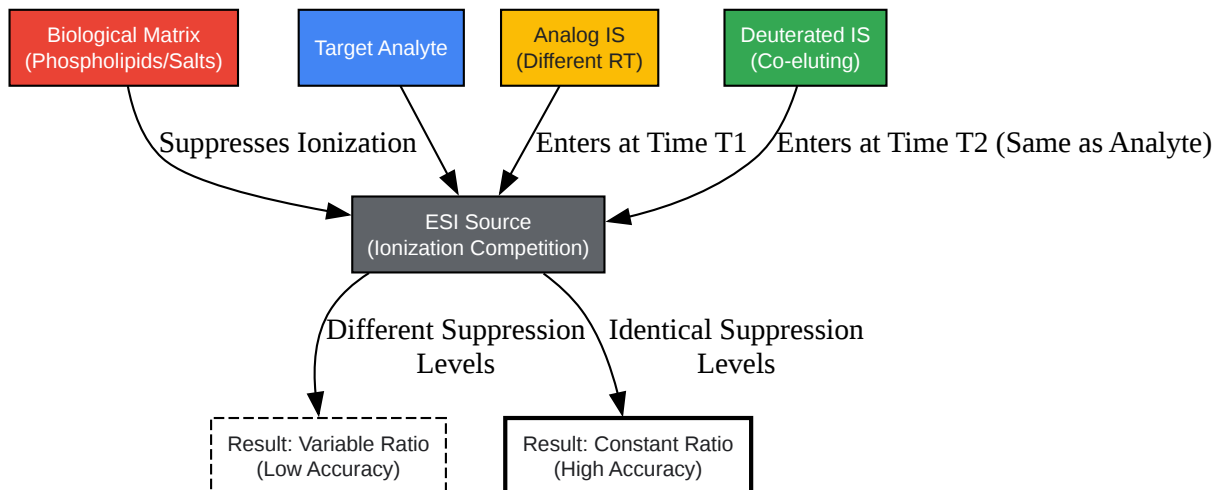 Biological Matrix
(Phospholipids/Salts)
Target Analyte
Analog IS
(Different RT)
Deuterated IS
(Co-eluting)
Suppresses Ionization
Enters at Time T1
Enters at Time T2 (Same as Analyte)
ESI Source
(Ionization Competition)
Different Suppression
Levels
Identical Suppression
Levels
Result: Variable Ratio
(Low Accuracy)
Result: Constant Ratio
(High Accuracy)